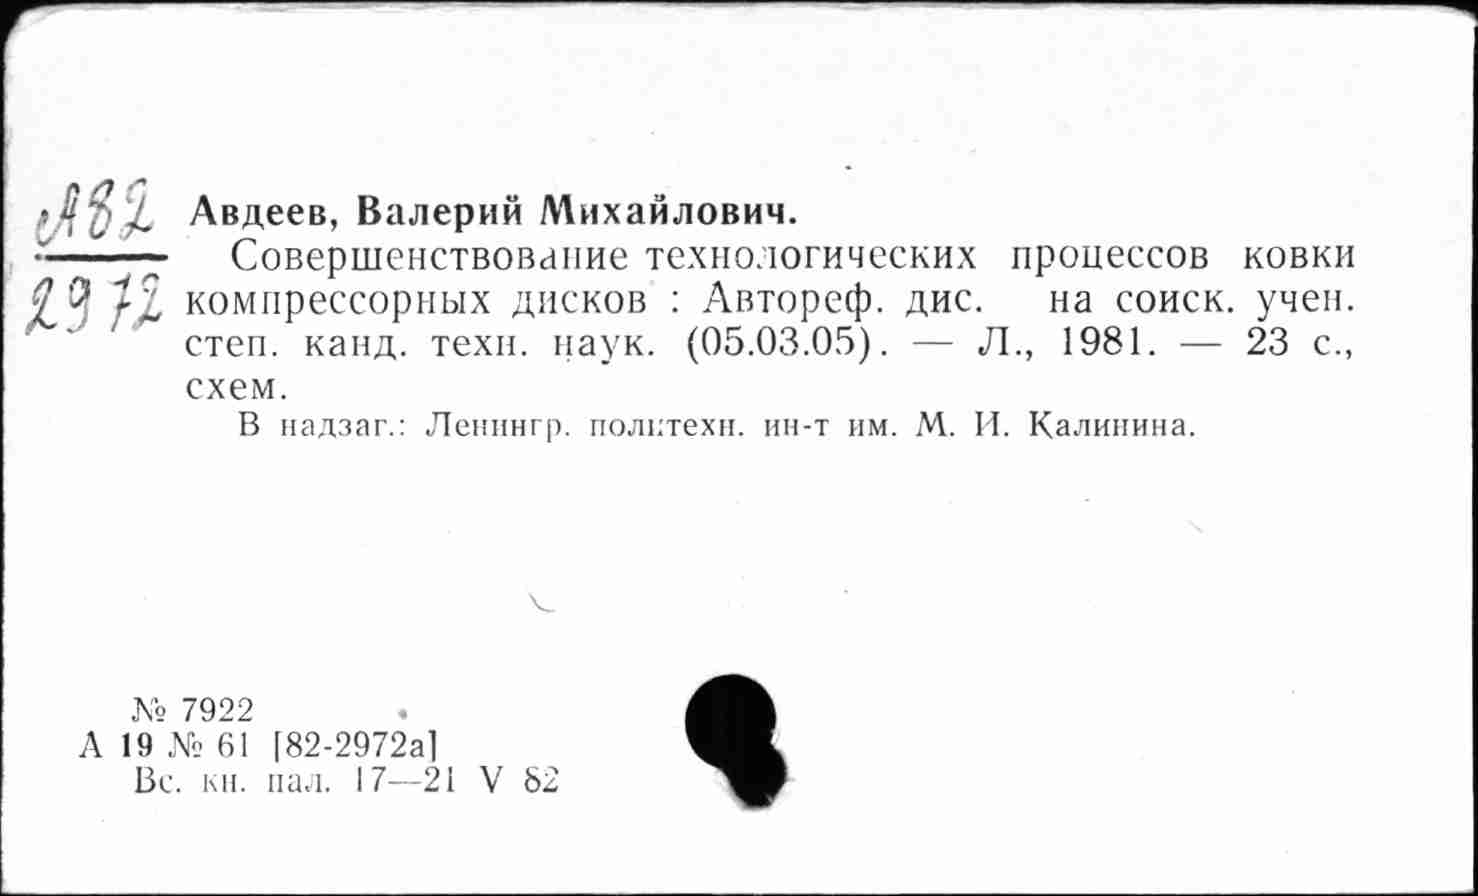 А82
2972
Авдеев, Валерий Михайлович.
Совершенствование технологических процессов ковки
компрессорных дисков : Автореф. дис. на соиск. учен.
степ. канд. техн. наук. (05.03.05). — Л., 1981. — 23 с.,
схем.
В надзаг.: Ленингр. политехн. ин-т им. М. И. Калинина.
№ 7922
А 19 № 61 [82-2972а]
Вс. кн. пал. 17—21 V 82